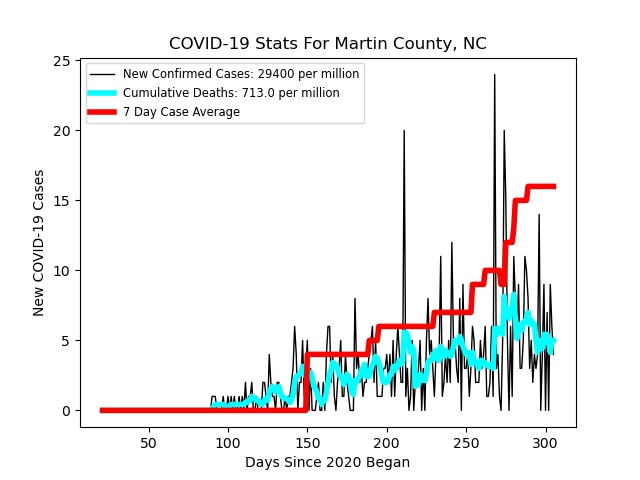 COVID-19 Stats For Martin County, NC
New Confirmed Cases: 29400 per million
Cumulative Deaths: 713.0 per million
7 Day Case Average
New COVID-19 Cases
25
20
15
10
5
0
50 100 150 200 250 300
Days Since 2020 Began